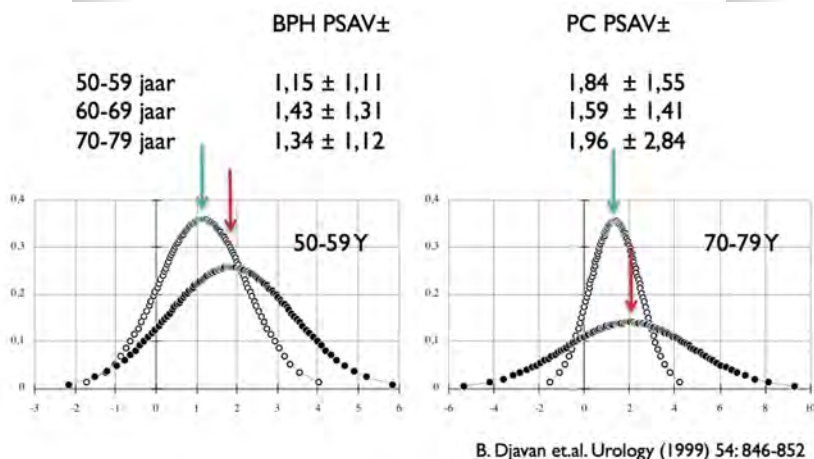 BPH PSAV± PC PSAV±
50-59 jaar 1,15 ± 1,11 1,84 ± 1,55
60-69 jaar 1,43 ± 1,31 1,59 ± 1,41
70-79 jaar 1,34 ± 1,12 1,96 ± 2,84
0,4
0,3
0,2
0,1
0
-3 -2 -1 0 1 2 3 4 5 6
50-59 Y
0,4
0,3
0,2
0,1
0
-6 -4 -2 0 2 4 6 8 10
70-79 Y
B. Djavan et.al. Urology (1999) 54: 846-852